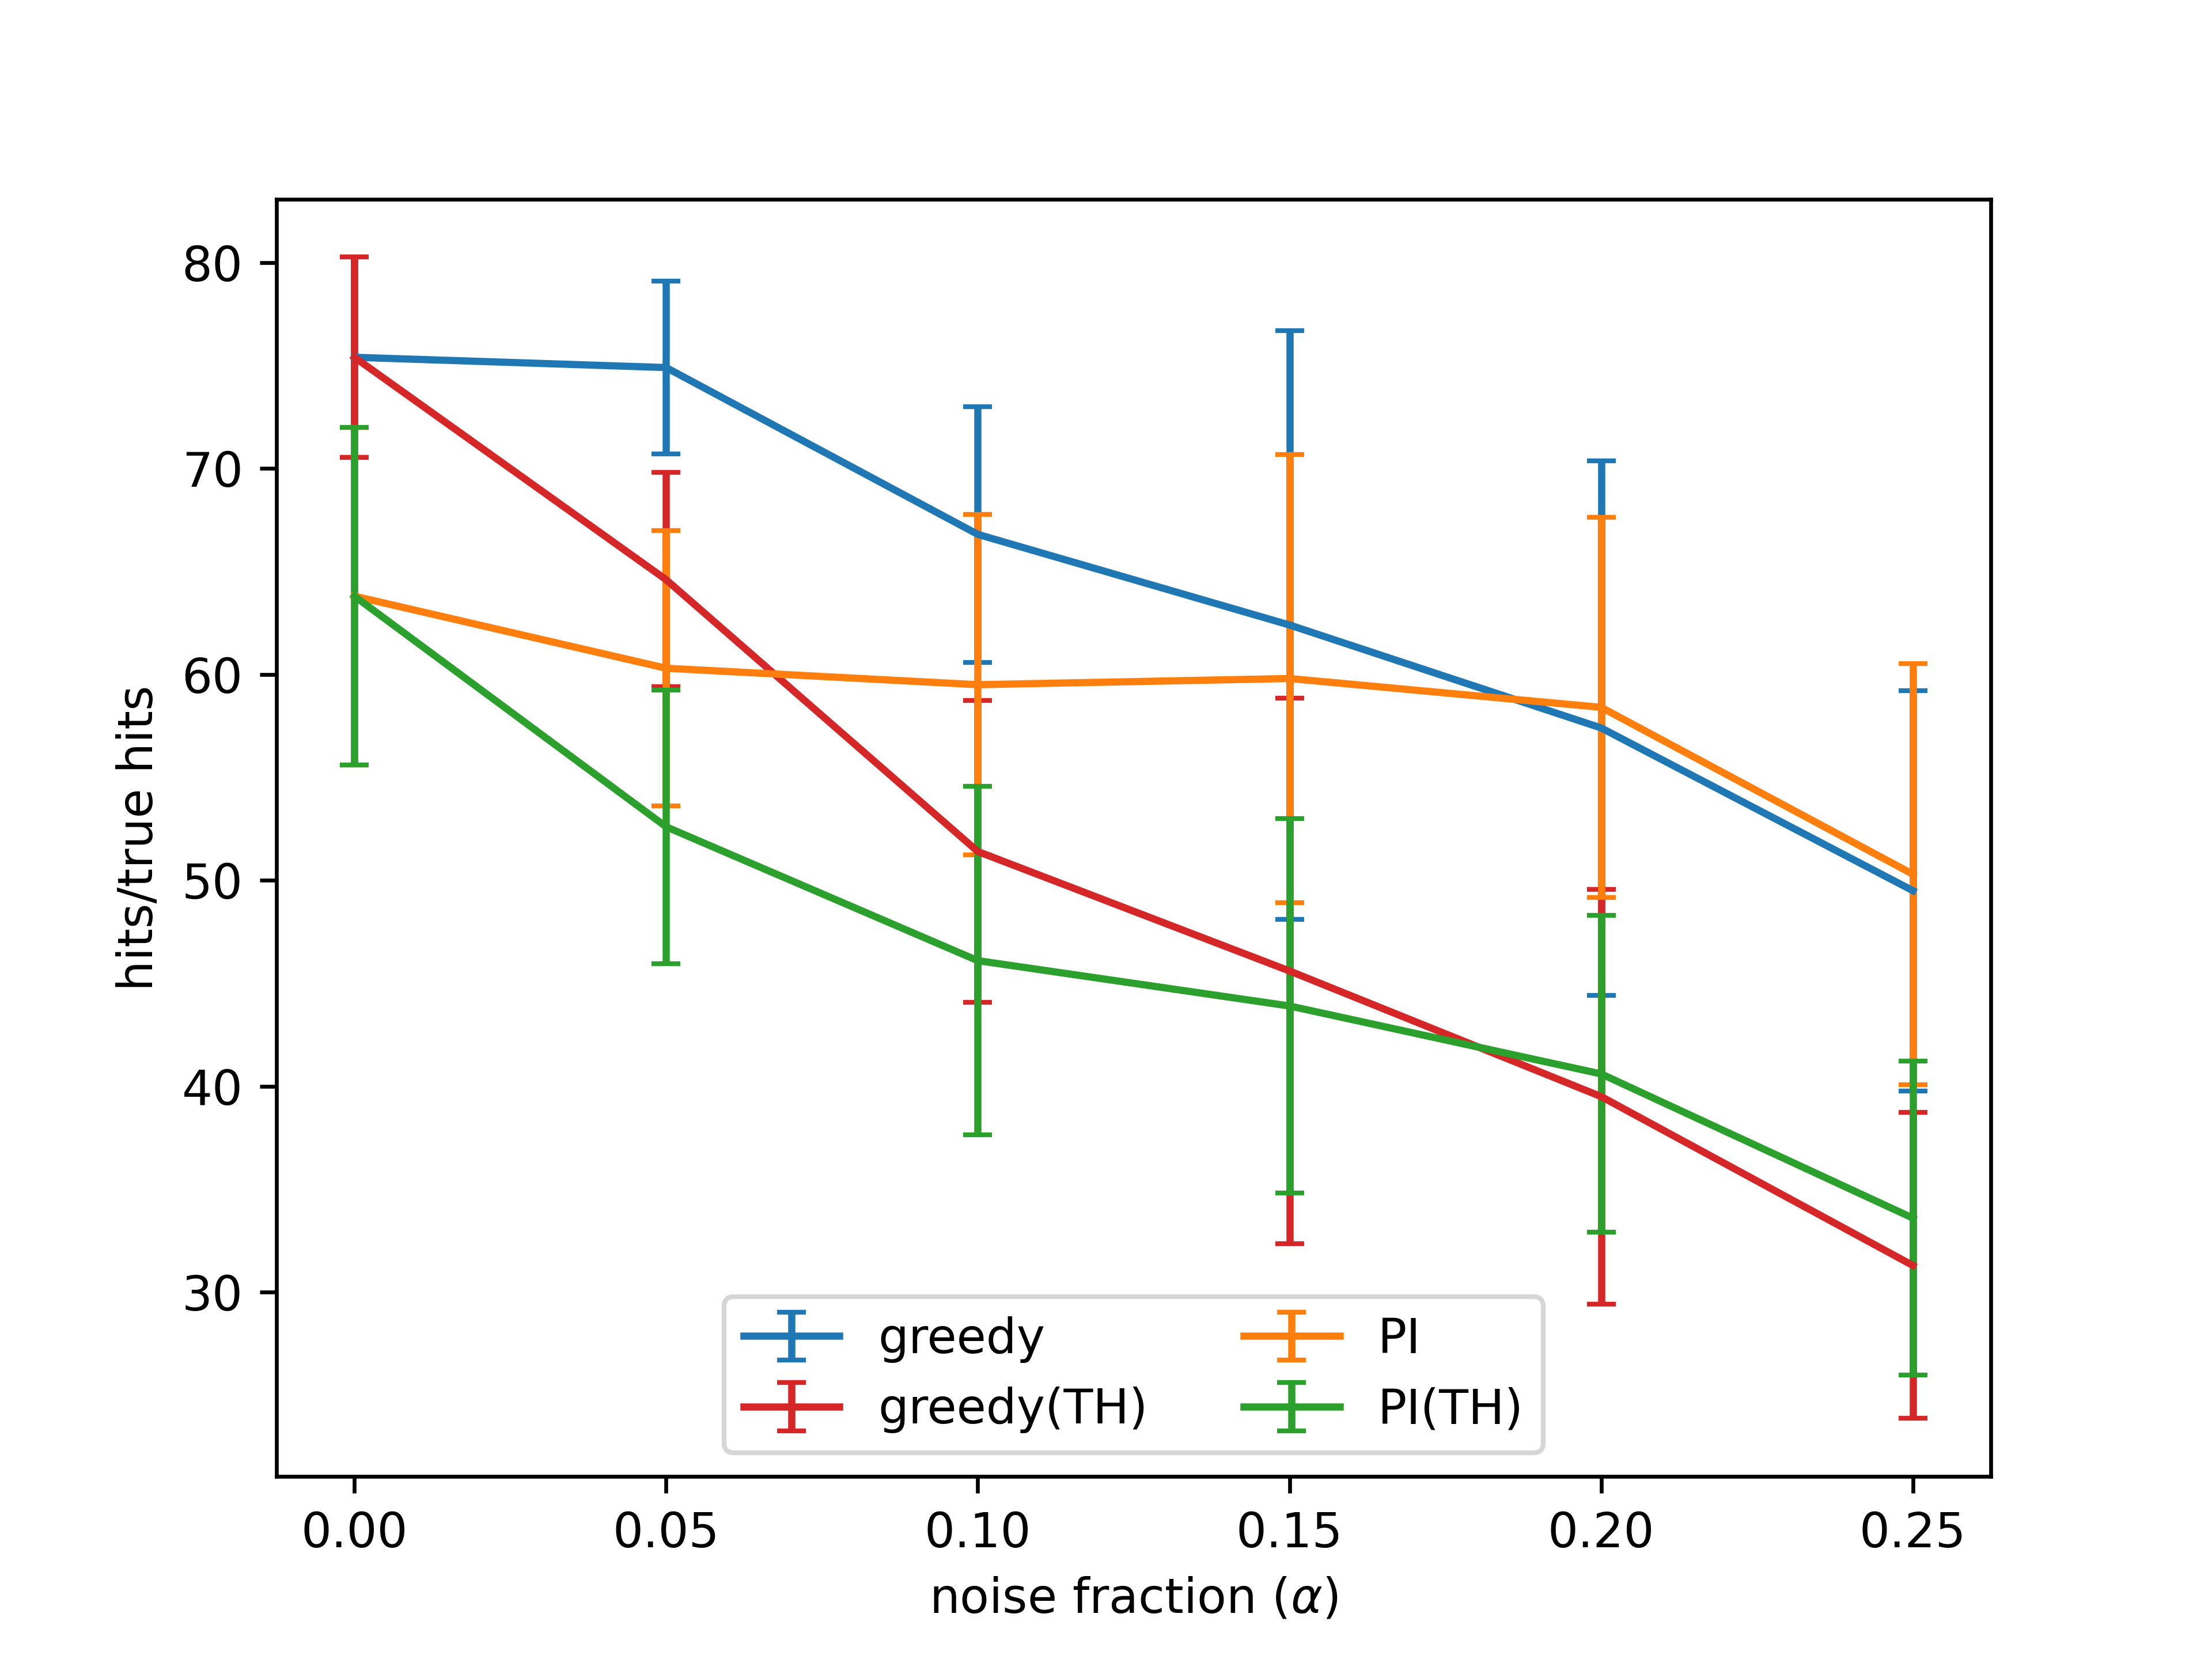 80
70
60
50
40
30
hits/true hits
greedy
greedy(TH)
PI
PI(TH)
0.00 0.05 0.10 0.15 0.20 0.25
noise fraction (α)